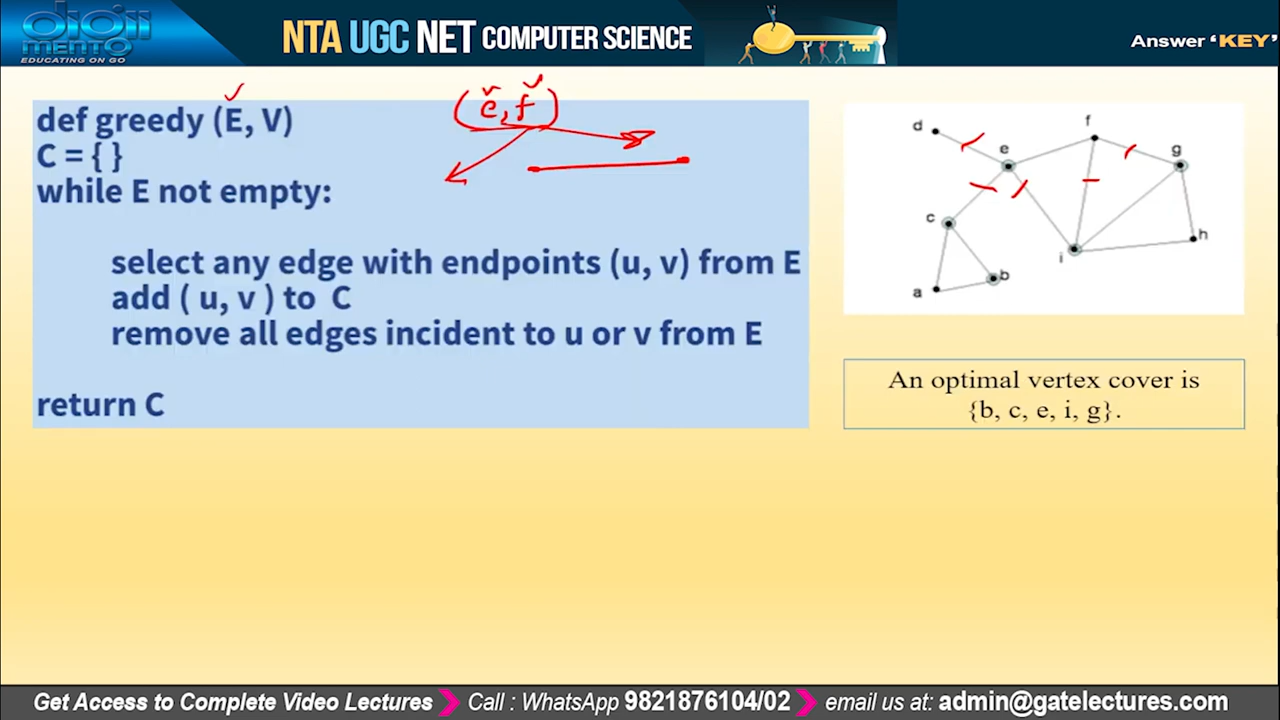 didji
MENTO
EDUCATING ON GO
NTA UGC NET COMPUTER SCIENCE
Answer ‘KEY’
def greedy (E, V)
C = { }
while E not empty:
select any edge with endpoints (u, v) from E
add ( u, v ) to C
remove all edges incident to u or v from E
return C
(e, f)
d
e
f
g
c
b
a
i
h
An optimal vertex cover is
{b, c, e, i, g}.
Get Access to Complete Video Lectures
Call : WhatsApp 9821876104/02
email us at: admin@gatelectures.com